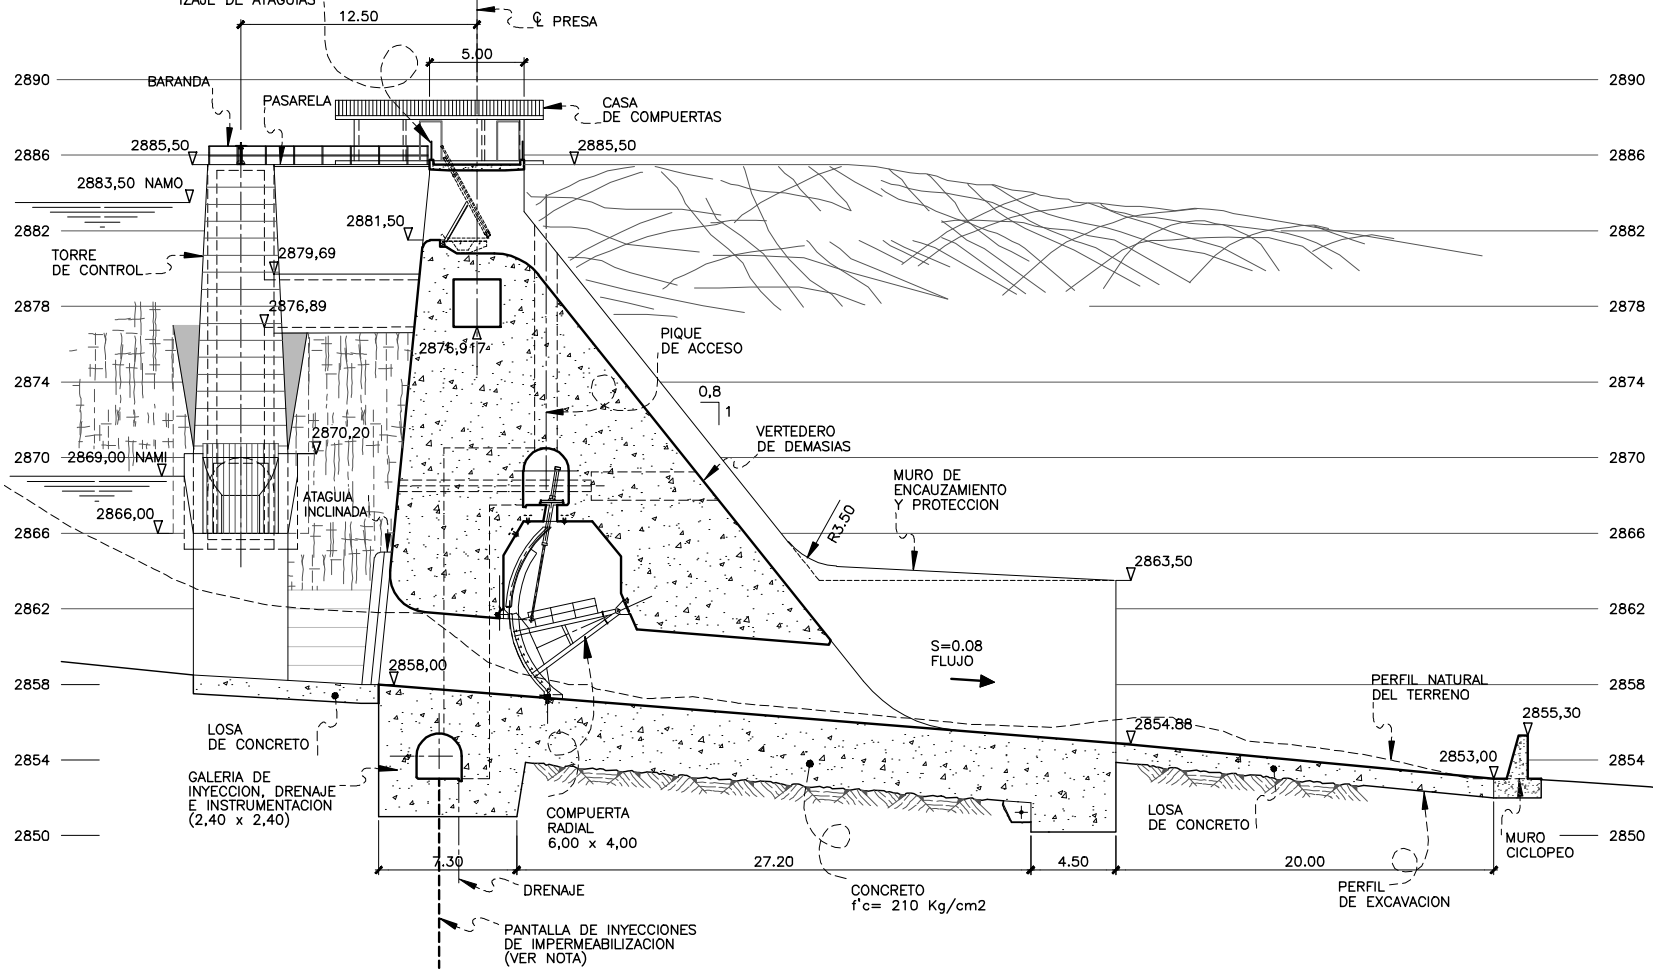 IZAJE DE ATAGUIAS
12.50
℄ PRESA
5.00
2890
2890
BARANDA
PASARELA
CASA
DE COMPUERTAS
2885,50
2885,50
2886
2886
2883,50 NAMO
2881,50
2882
2882
TORRE
DE CONTROL
2879,69
2878
2876,89
2878
2876,917
PIQUE
DE ACCESO
2874
2874
0,8
1
2870,20
VERTEDERO
DE DEMASIAS
2870
2869,00 NAMI
2870
MURO DE
ENCAUZAMIENTO
Y PROTECCION
ATAGUIA
INCLINADA
2866,00
R3.50
2866
2866
2863,50
2862
2862
S=0.08
FLUJO
2858,00
2858
2858
PERFIL NATURAL
DEL TERRENO
LOSA
DE CONCRETO
2854.88
2855,30
2853,00
2854
2854
GALERIA DE
INYECCION, DRENAJE
E INSTRUMENTACION
(2,40 x 2,40)
COMPUERTA
RADIAL
6,00 x 4,00
LOSA
DE CONCRETO
2850
2850
MURO
CICLOPEO
7.30
27.20
4.50
20.00
DRENAJE
CONCRETO
f'c= 210 Kg/cm2
PERFIL
DE EXCAVACION
PANTALLA DE INYECCIONES
DE IMPERMEABILIZACION
(VER NOTA)